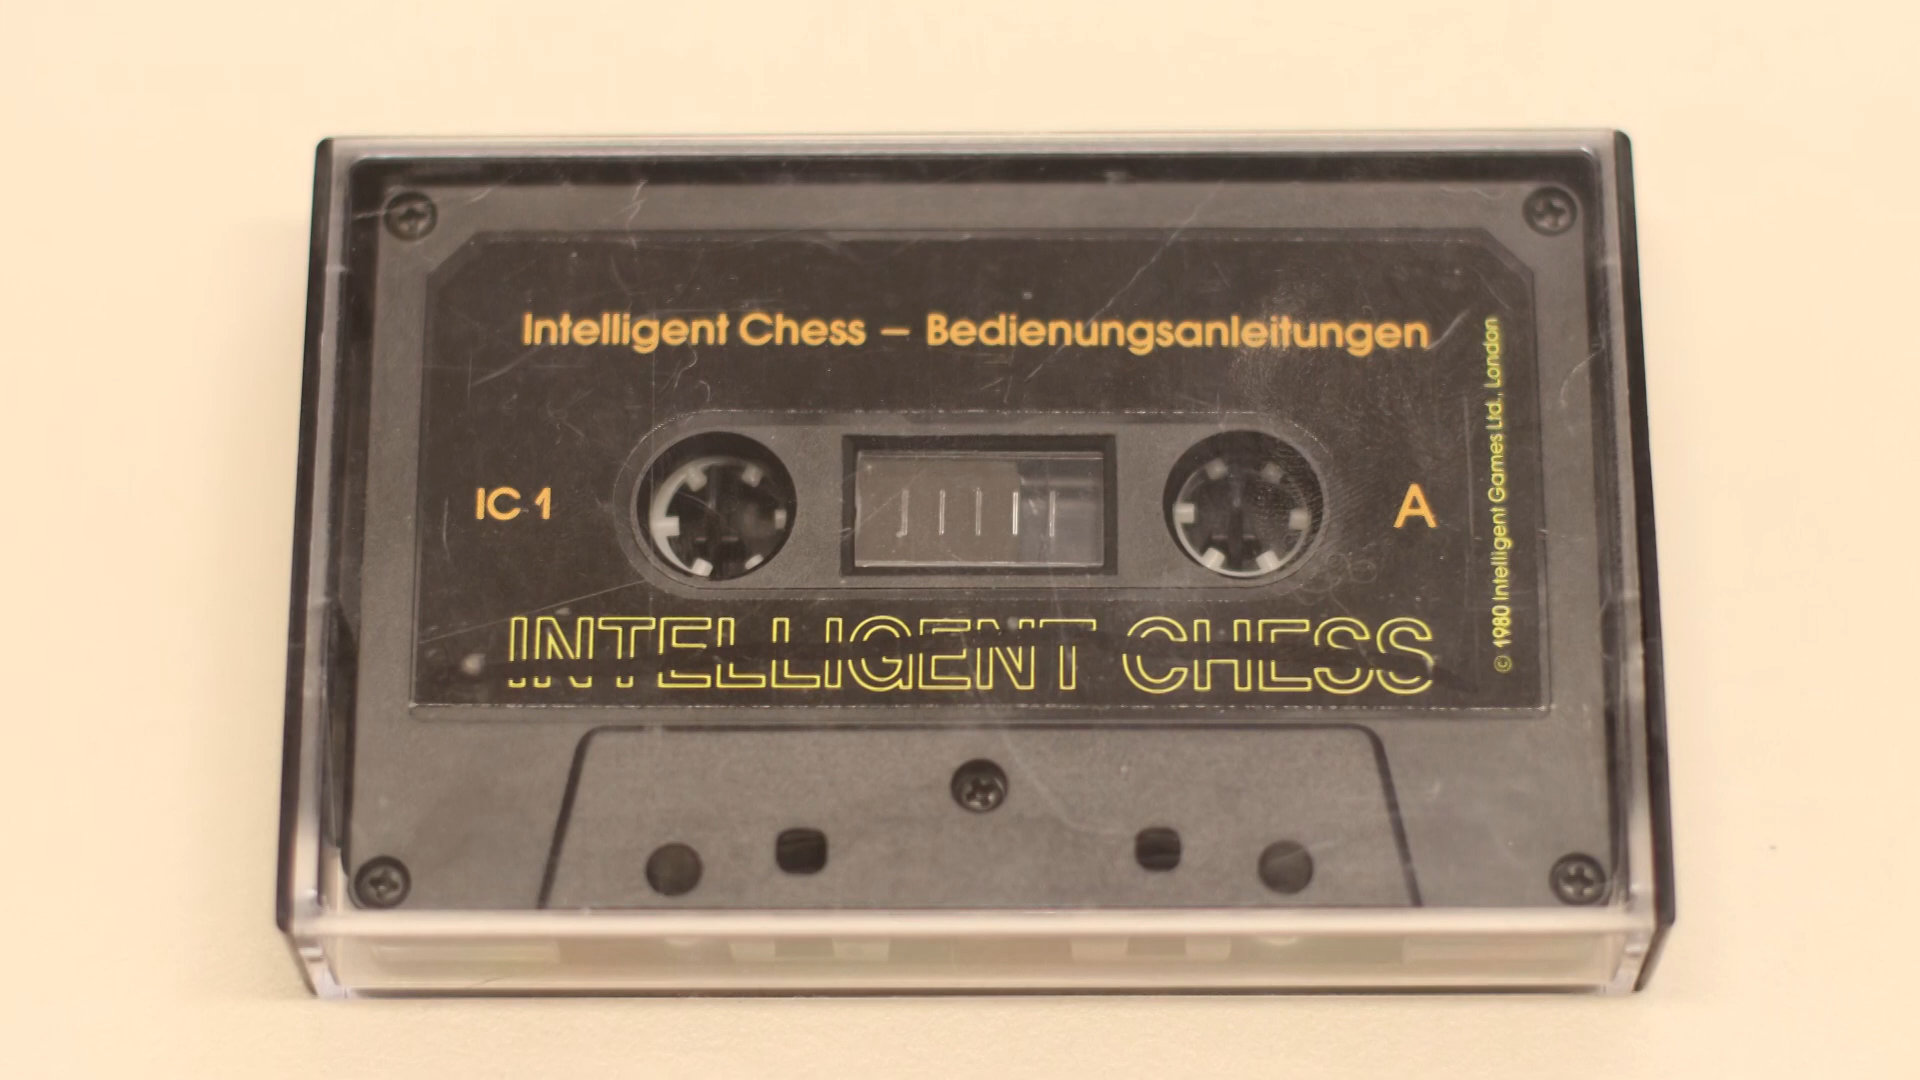 Intelligent Chess – Bedienungsanleitungen
IC 1
A
INTELLIGENT CHESS
© 1980 Intelligent Games Ltd., London